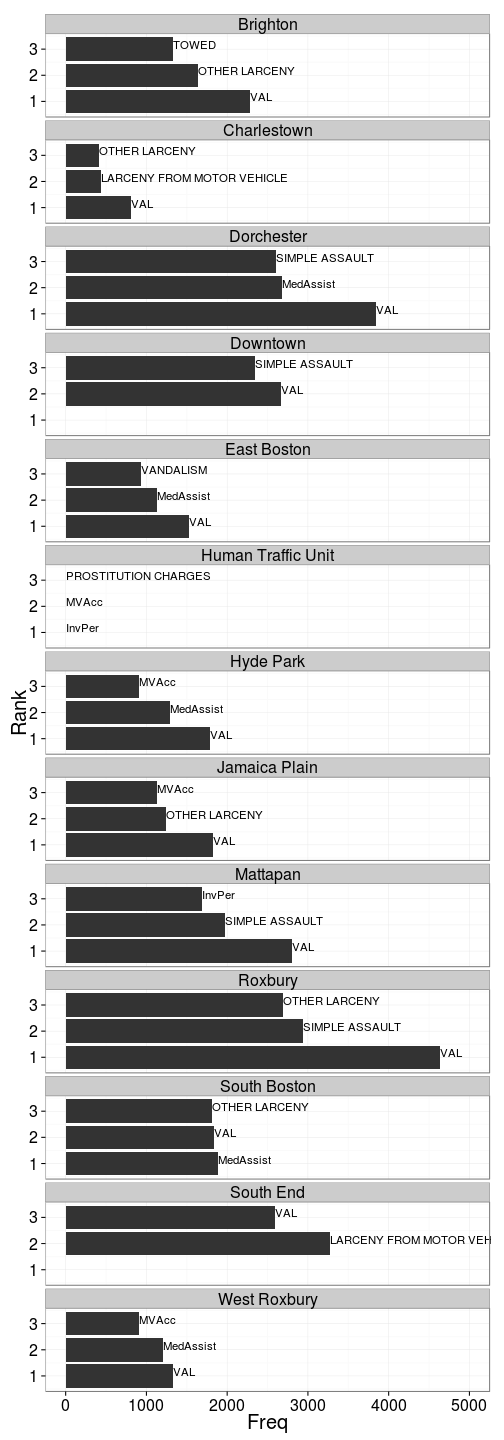 Brighton
3 TOWED
2 OTHER LARCENY
1 VAL
Charlestown
3 OTHER LARCENY
2 LARCENY FROM MOTOR VEHICLE
1 VAL
Dorchester
3 SIMPLE ASSAULT
2 MedAssist
1 VAL
Downtown
3 SIMPLE ASSAULT
2 VAL
1
East Boston
3 VANDALISM
2 MedAssist
1 VAL
Human Traffic Unit
3 PROSTITUTION CHARGES
2 MVAcc
1 InvPer
Hyde Park
3 MVAcc
2 MedAssist
1 VAL
Rank
Jamaica Plain
3 MVAcc
2 OTHER LARCENY
1 VAL
Mattapan
3 InvPer
2 SIMPLE ASSAULT
1 VAL
Roxbury
3 OTHER LARCENY
2 SIMPLE ASSAULT
1 VAL
South Boston
3 OTHER LARCENY
2 VAL
1 MedAssist
South End
3 VAL
2 LARCENY FROM MOTOR VEH
1
West Roxbury
3 MVAcc
2 MedAssist
1 VAL
0 1000 2000 3000 4000 5000
Freq